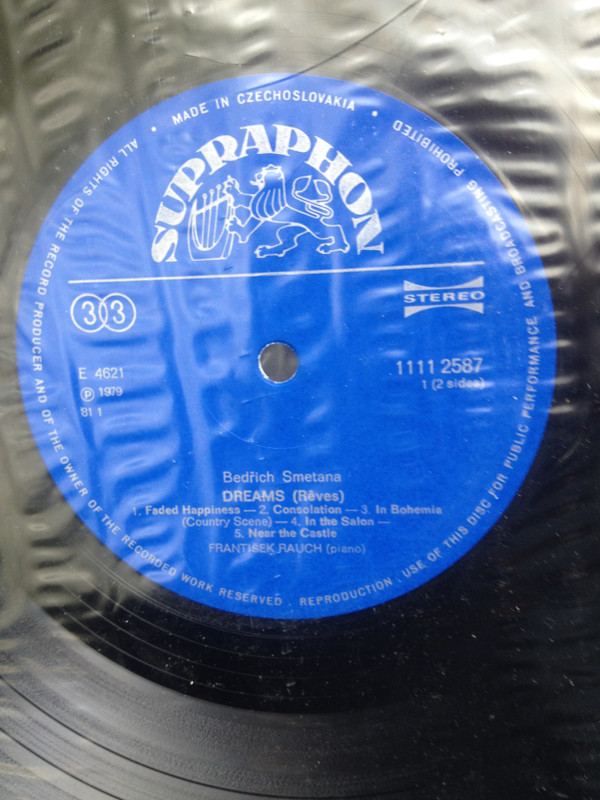 MADE IN CZECHOSLOVAKIA
ALL RIGHTS OF THE RECORD PRODUCER AND OF THE OWNER OF THE RECORDED WORK RESERVED . REPRODUCTION . USE OF THIS DISC FOR PUBLIC PERFORMANCE AND BROADCASTING PROHIBITED
SUPRAPHON
33
STEREO
E 4621
1111 2587
1 (2 sides)
Ⓟ 1979
81 1
Bedřich Smetana
DREAMS (Rêves)
1. Faded Happiness — 2. Consolation — 3. In Bohemia
(Country Scene) — 4. In the Salon —
5. Near the Castle
FRANTIŠEK RAUCH (piano)